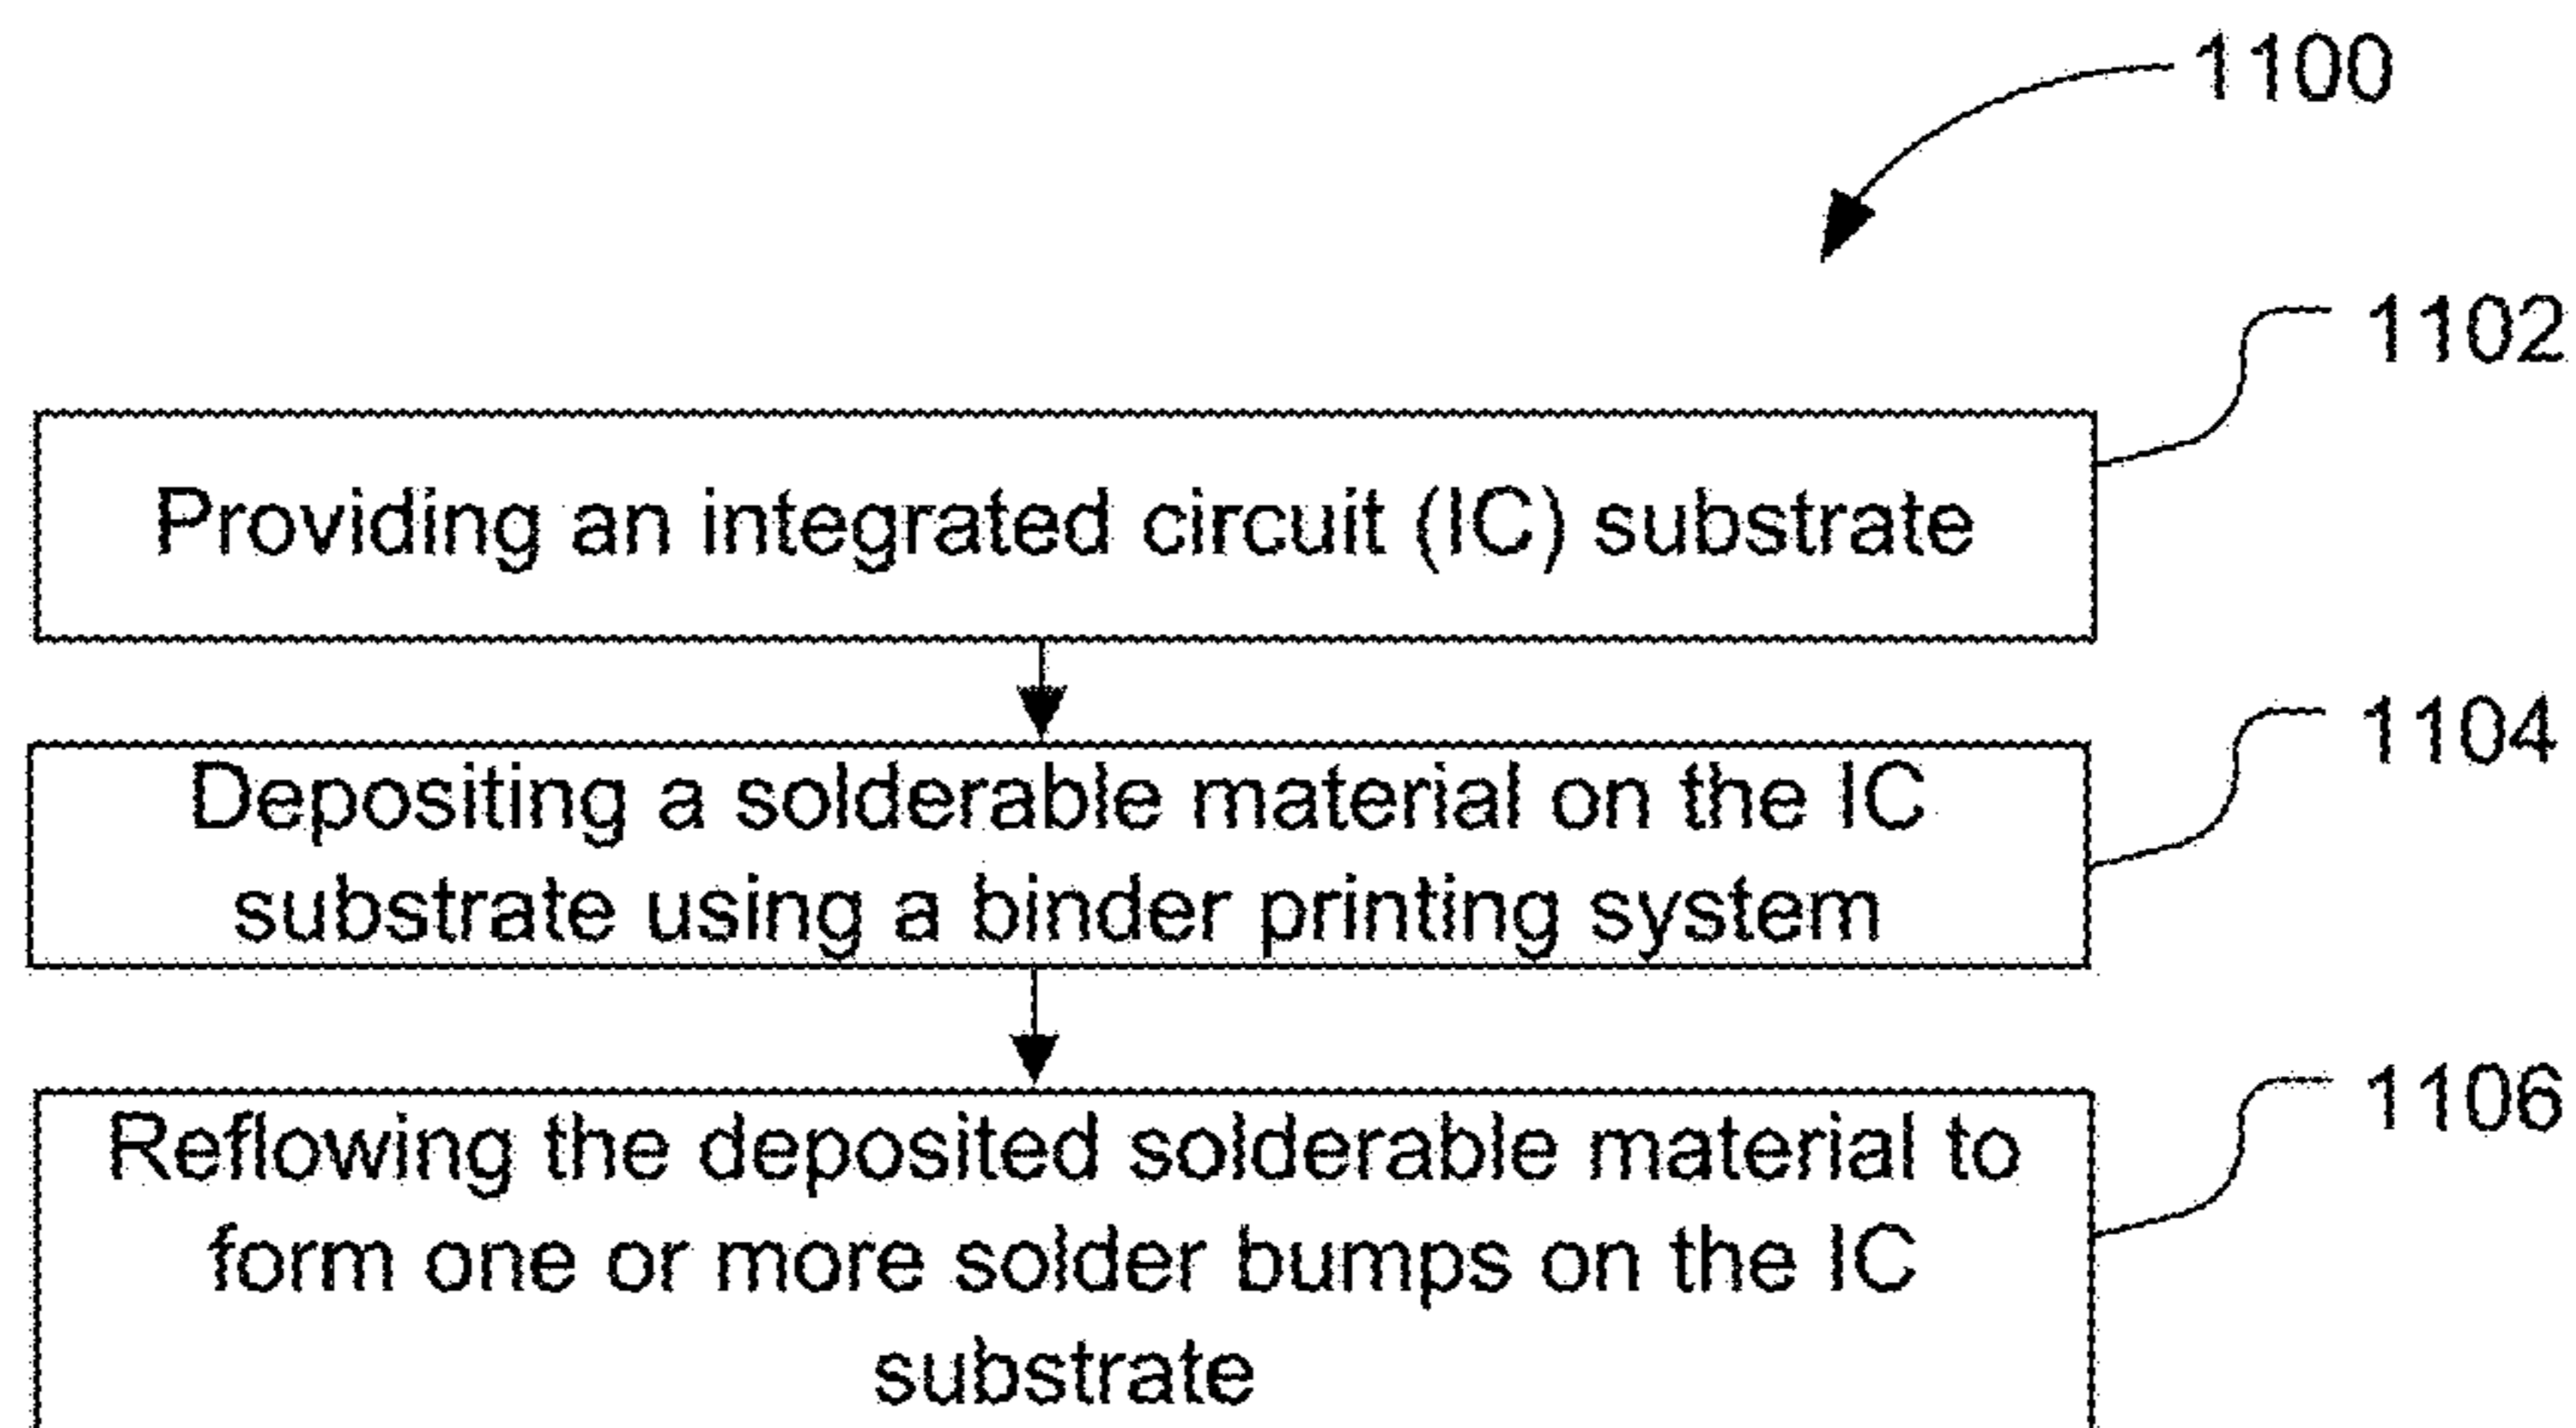 1100
1102
Providing an integrated circuit (IC) substrate
1104
Depositing a solderable material on the IC
substrate using a binder printing system
1106
Reflowing the deposited solderable material to
form one or more solder bumps on the IC
substrate